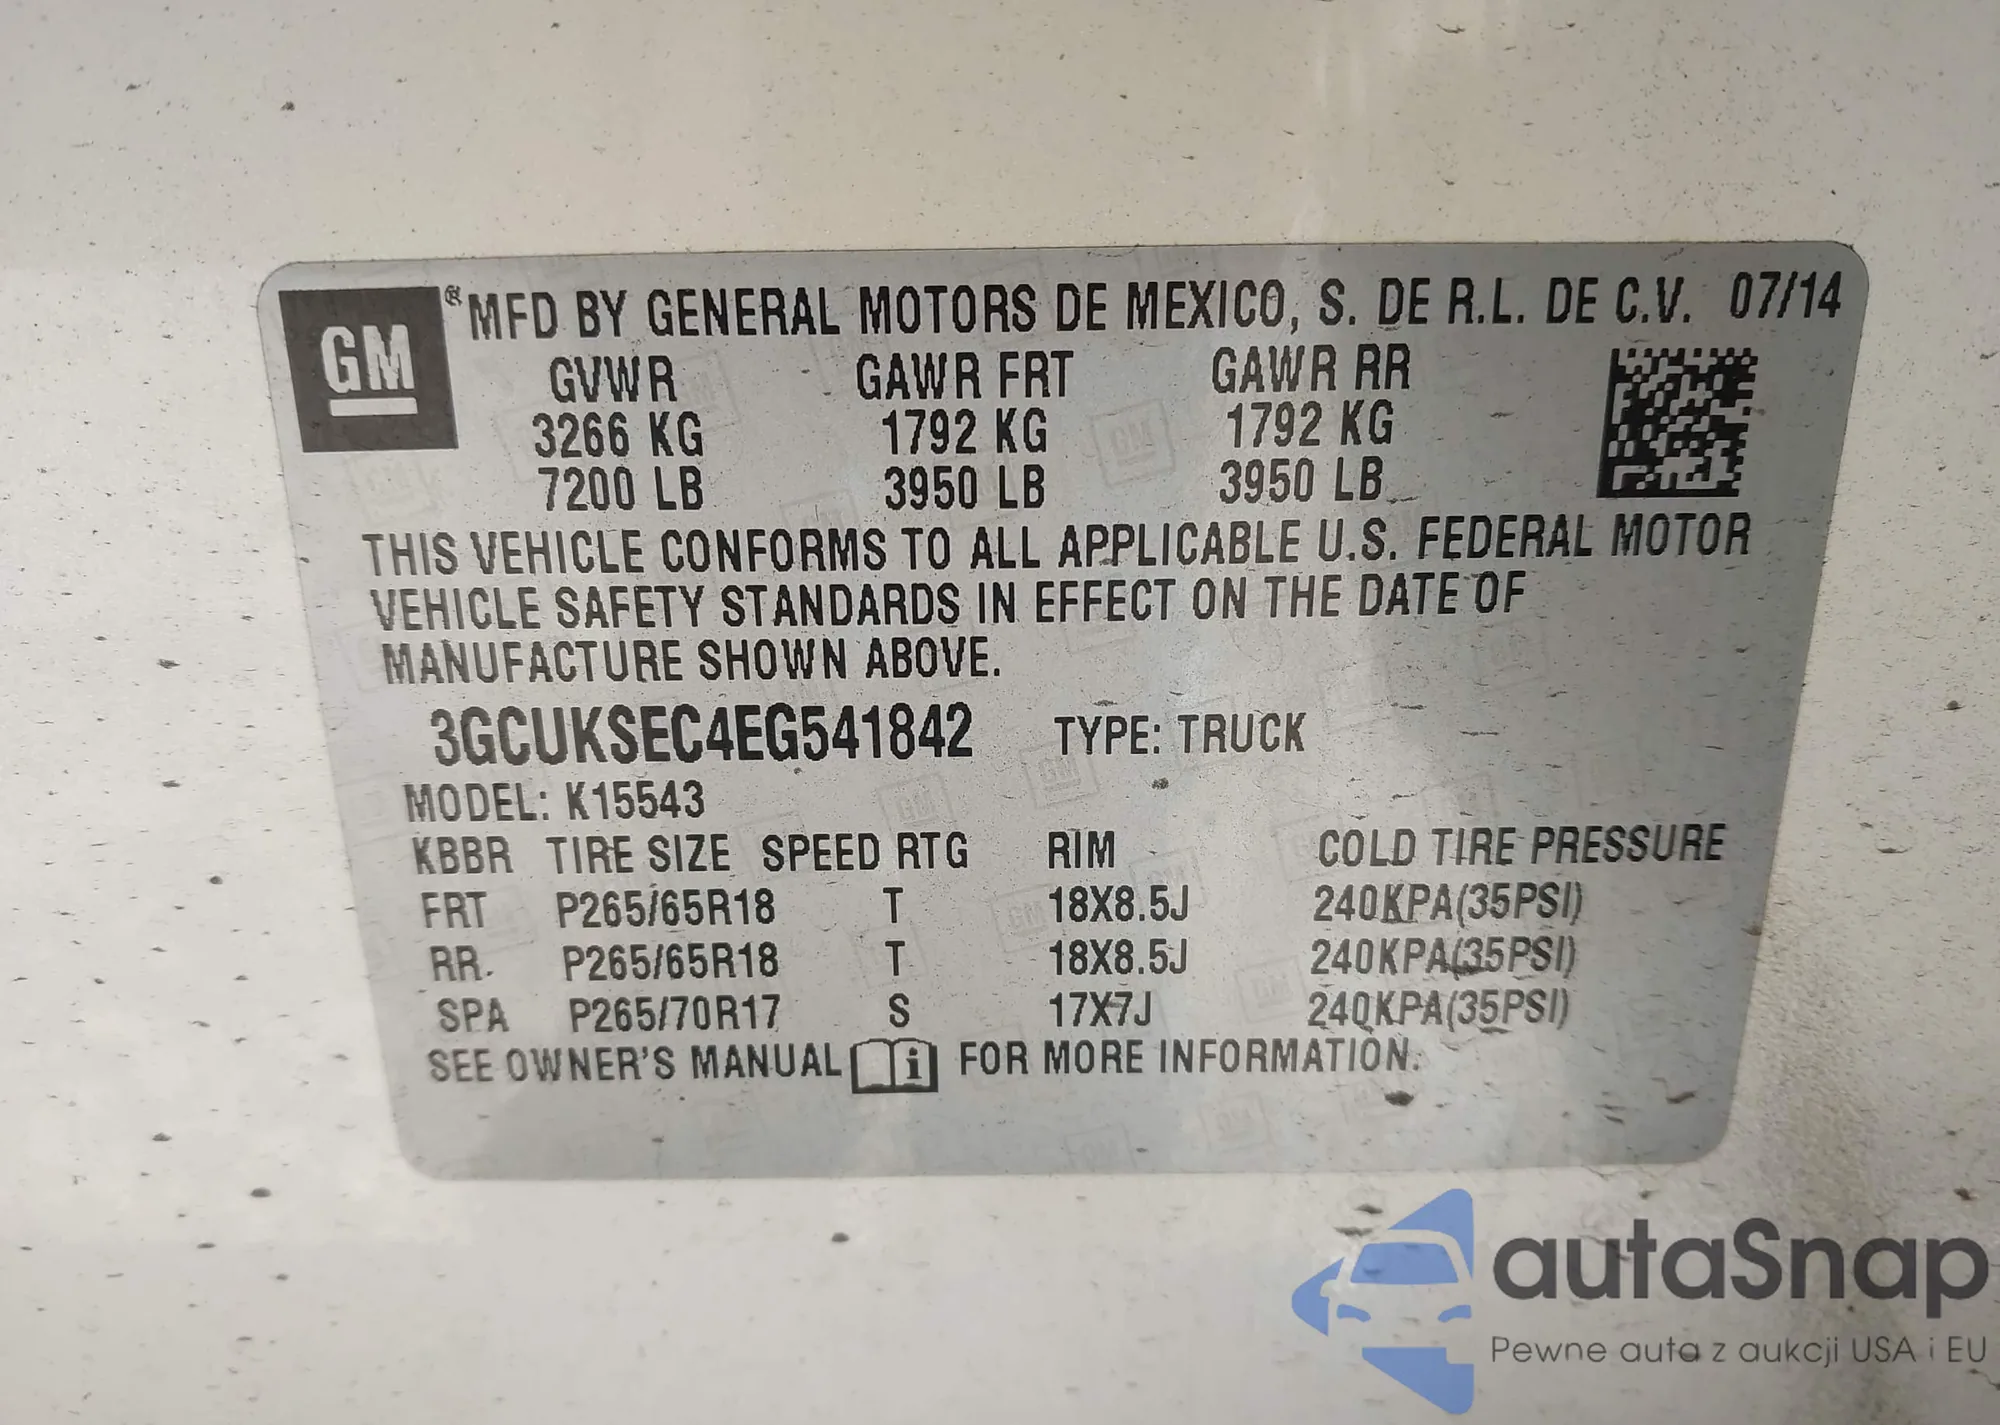 GM
® MFD BY GENERAL MOTORS DE MEXICO, S. DE R.L. DE C.V. 07/14
GVWR GAWR FRT GAWR RR
3266 KG 1792 KG 1792 KG
7200 LB 3950 LB 3950 LB
THIS VEHICLE CONFORMS TO ALL APPLICABLE U.S. FEDERAL MOTOR
VEHICLE SAFETY STANDARDS IN EFFECT ON THE DATE OF
MANUFACTURE SHOWN ABOVE.
3GCUKSEC4EG541842 TYPE: TRUCK
MODEL: K15543
KBBR TIRE SIZE SPEED RTG RIM COLD TIRE PRESSURE
FRT P265/65R18 T 18X8.5J 240KPA(35PSI)
RR. P265/65R18 T 18X8.5J 240KPA(35PSI)
SPA P265/70R17 S 17X7J 240KPA(35PSI)
SEE OWNER'S MANUAL i FOR MORE INFORMATION.
autaSnap
Pewne auta z aukcji USA i EU